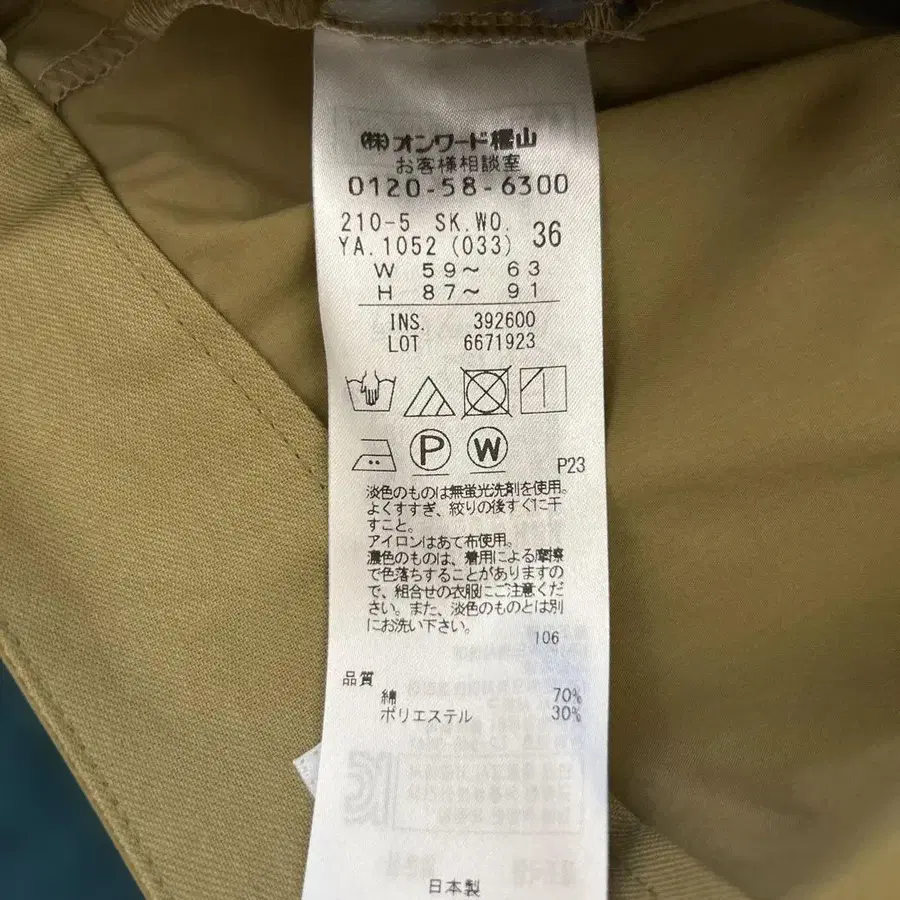 (株)オンワード樫山
お客様相談室
0120-58-6300
210-5 SK.WO.
YA.1052 (033) 36
W 59～ 63
H 87～ 91
INS. 392600
LOT 6671923
P W
P23
淡色のものは無蛍光洗剤を使用。
よくすすぎ、絞りの後すぐに干
すこと。
アイロンはあて布使用。
濃色のものは、着用による摩擦
で色落ちすることがありますの
で、組合せの衣服にご注意くだ
さい。また、淡色のものとは別
にお洗い下さい。
106
品質
綿 70%
ポリエステル 30%
日本製